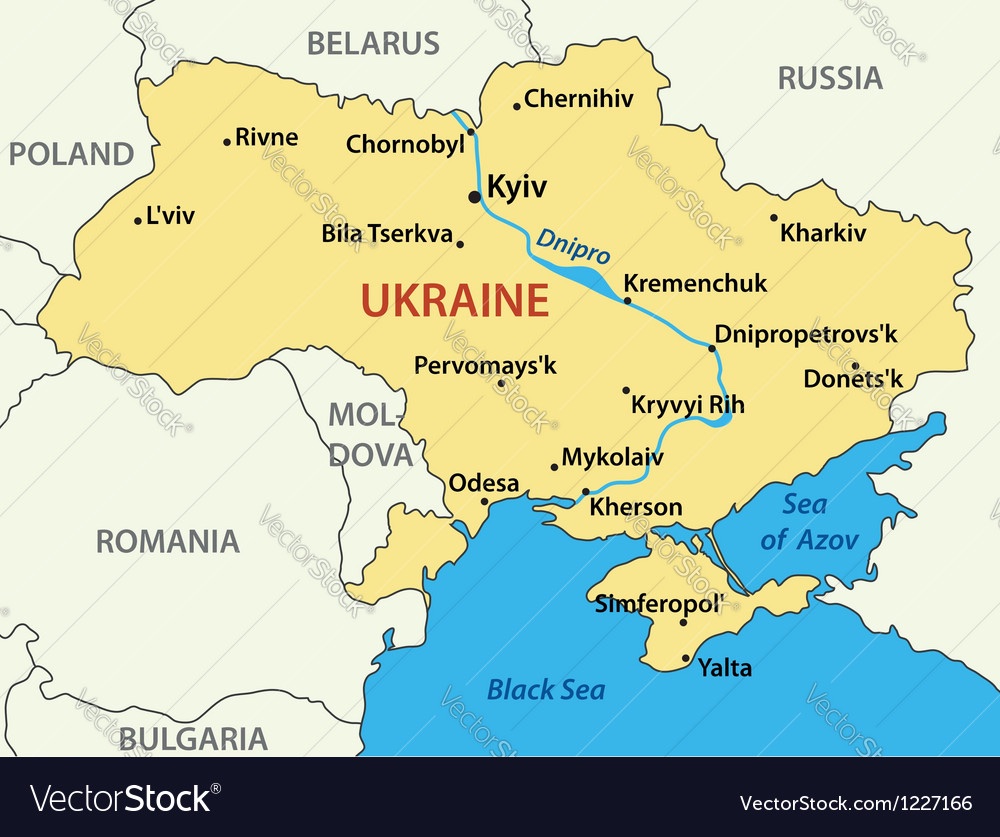 BELARUS
RUSSIA
Chernihiv
Rivne
Chornobyl
POLAND
Kyiv
L'viv
Bila Tserkva
Kharkiv
Dnipro
Kremenchuk
UKRAINE
Dnipropetrovs'k
Pervomays'k
Donets'k
Kryvyi Rih
MOL-
DOVA
Mykolaiv
Odesa
Kherson
Sea
of Azov
ROMANIA
Simferopol'
Yalta
Black Sea
BULGARIA
VectorStock®
VectorStock.com/1227166